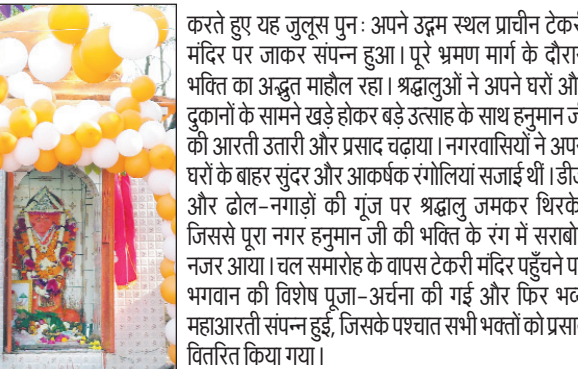 करते हुए यह जुलूस पुनः अपने उद्गम स्थल प्राचीन टेकरी
मंदिर पर जाकर संपन्न हुआ। पूरे भ्रमण मार्ग के दौरान
भक्ति का अद्भुत माहौल रहा। श्रद्धालुओं ने अपने घरों और
दुकानों के सामने खड़े होकर बड़े उत्साह के साथ हनुमान जी
की आरती उतारी और प्रसाद चढ़ाया। नगरवासियों ने अपने
घरों के बाहर सुंदर और आकर्षक रंगोलियां सजाई थीं। डीजे
और ढोल-नगाड़ों की गूंज पर श्रद्धालु जमकर थिरके,
जिससे पूरा नगर हनुमान जी की भक्ति के रंग में सराबोर
नजर आया। चल समारोह के वापस टेकरी मंदिर पहुँचने पर
भगवान की विशेष पूजा-अर्चना की गई और फिर भव्य
महाआरती संपन्न हुई, जिसके पश्चात सभी भक्तों को प्रसाद
वितरित किया गया।